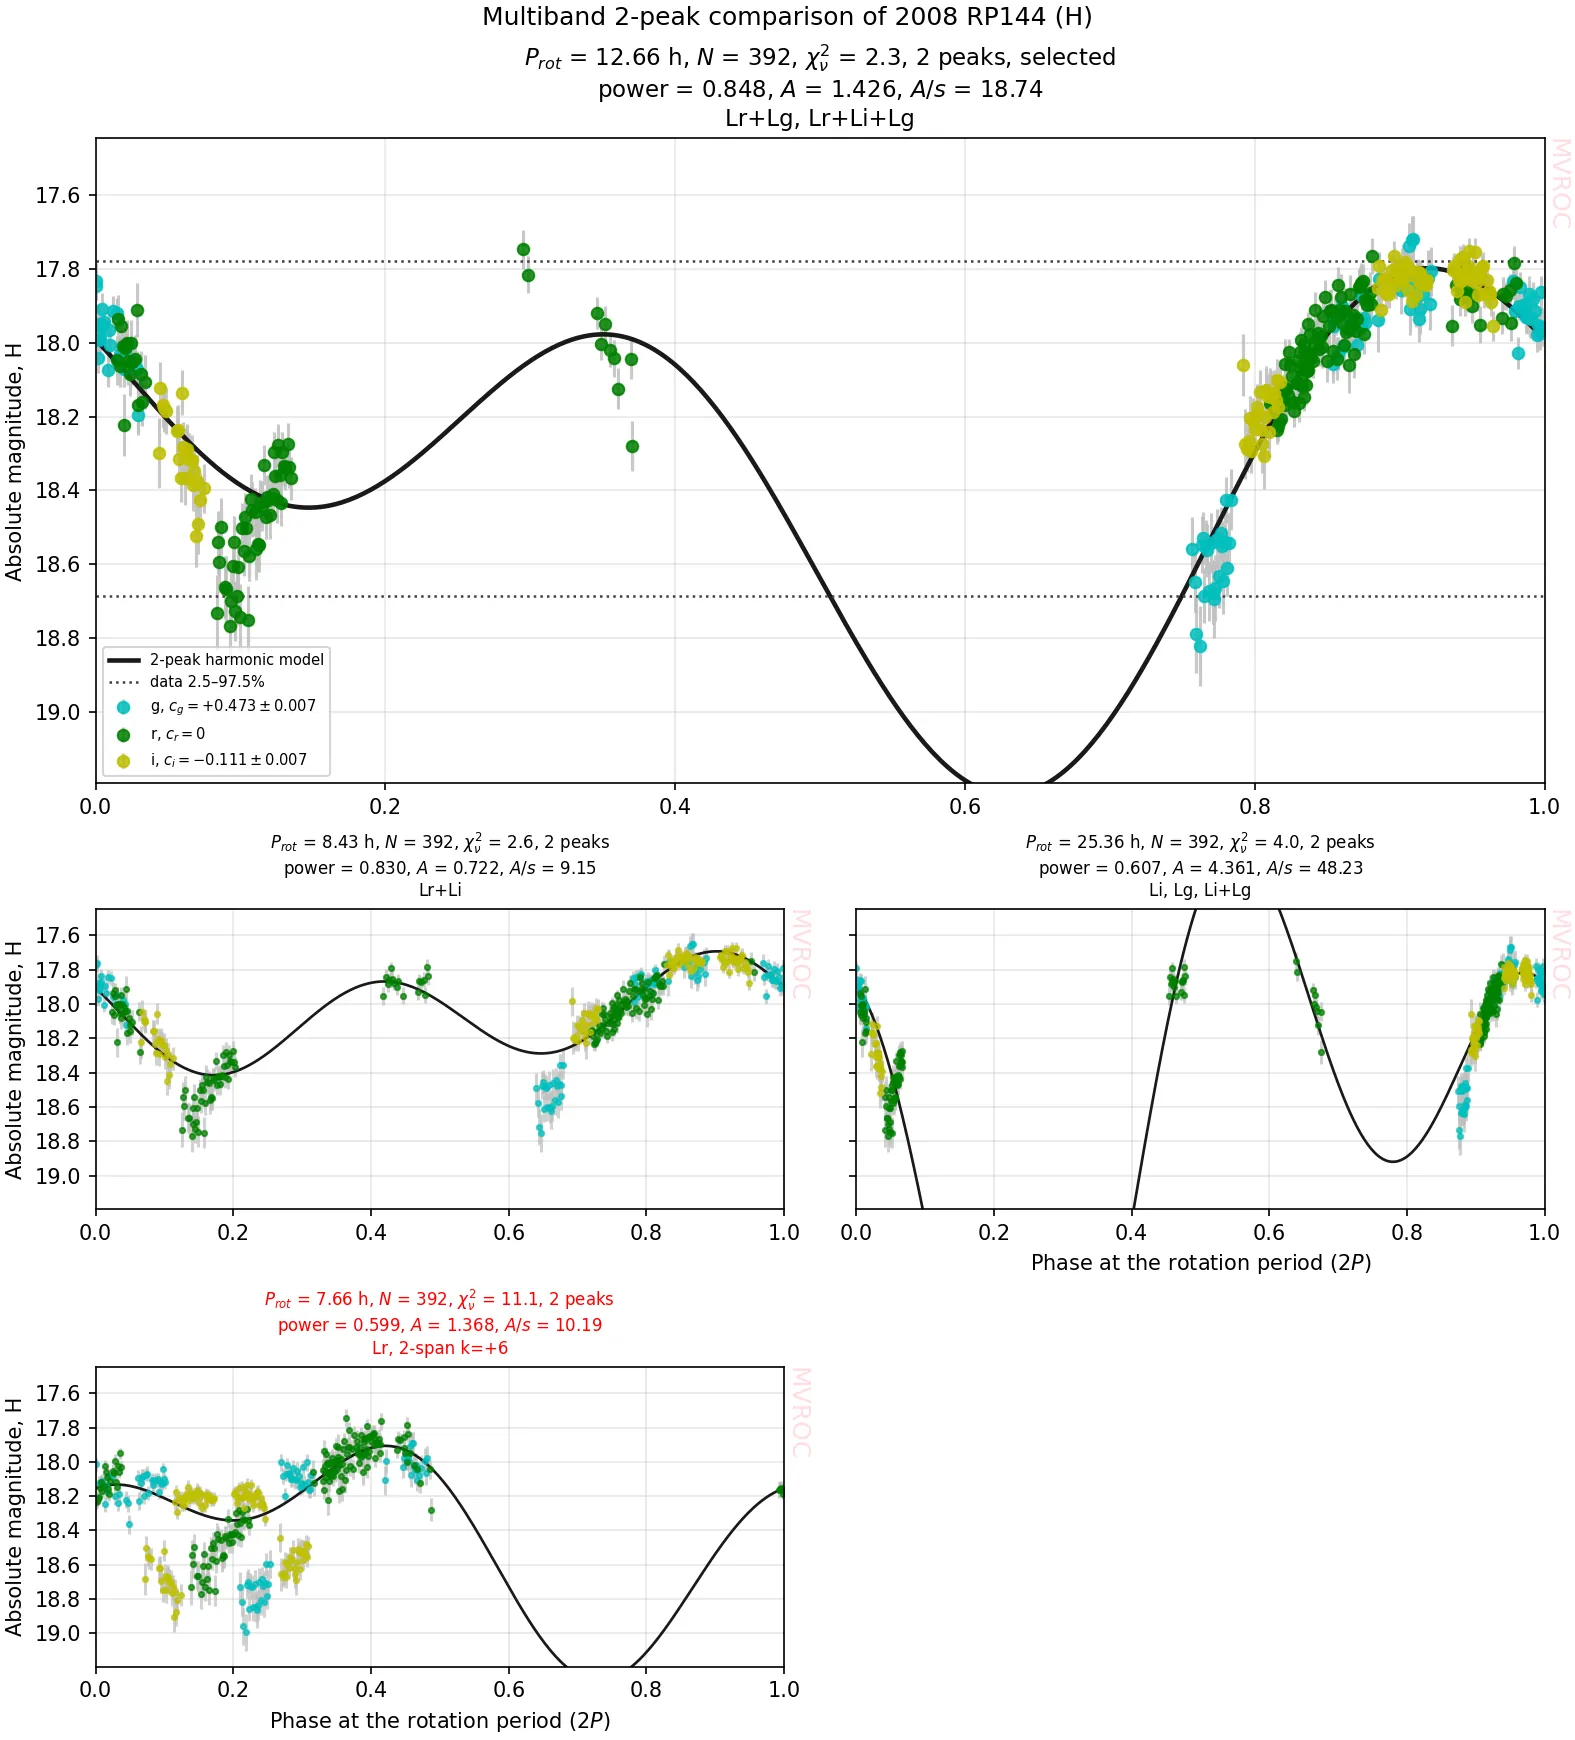 Multiband 2-peak comparison of 2008 RP144 (H)
P_rot = 12.66 h, N = 392, χ²_ν = 2.3, 2 peaks, selected
power = 0.848, A = 1.426, A/s = 18.74
Lr+Lg, Lr+Li+Lg
MVROC
Absolute magnitude, H
17.6
17.8
18.0
18.2
18.4
18.6
18.8
19.0
2-peak harmonic model
data 2.5–97.5%
g, c_g = +0.473 ± 0.007
r, c_r = 0
i, c_i = −0.111 ± 0.007
0.0 0.2 0.4 0.6 0.8 1.0
P_rot = 8.43 h, N = 392, χ²_ν = 2.6, 2 peaks
power = 0.830, A = 0.722, A/s = 9.15
Lr+Li
MVROC
Absolute magnitude, H
17.6
17.8
18.0
18.2
18.4
18.6
18.8
19.0
0.0 0.2 0.4 0.6 0.8 1.0
P_rot = 25.36 h, N = 392, χ²_ν = 4.0, 2 peaks
power = 0.607, A = 4.361, A/s = 48.23
Li, Lg, Li+Lg
MVROC
0.0 0.2 0.4 0.6 0.8 1.0
Phase at the rotation period (2P)
P_rot = 7.66 h, N = 392, χ²_ν = 11.1, 2 peaks
power = 0.599, A = 1.368, A/s = 10.19
Lr, 2-span k=+6
MVROC
Absolute magnitude, H
17.6
17.8
18.0
18.2
18.4
18.6
18.8
19.0
0.0 0.2 0.4 0.6 0.8 1.0
Phase at the rotation period (2P)